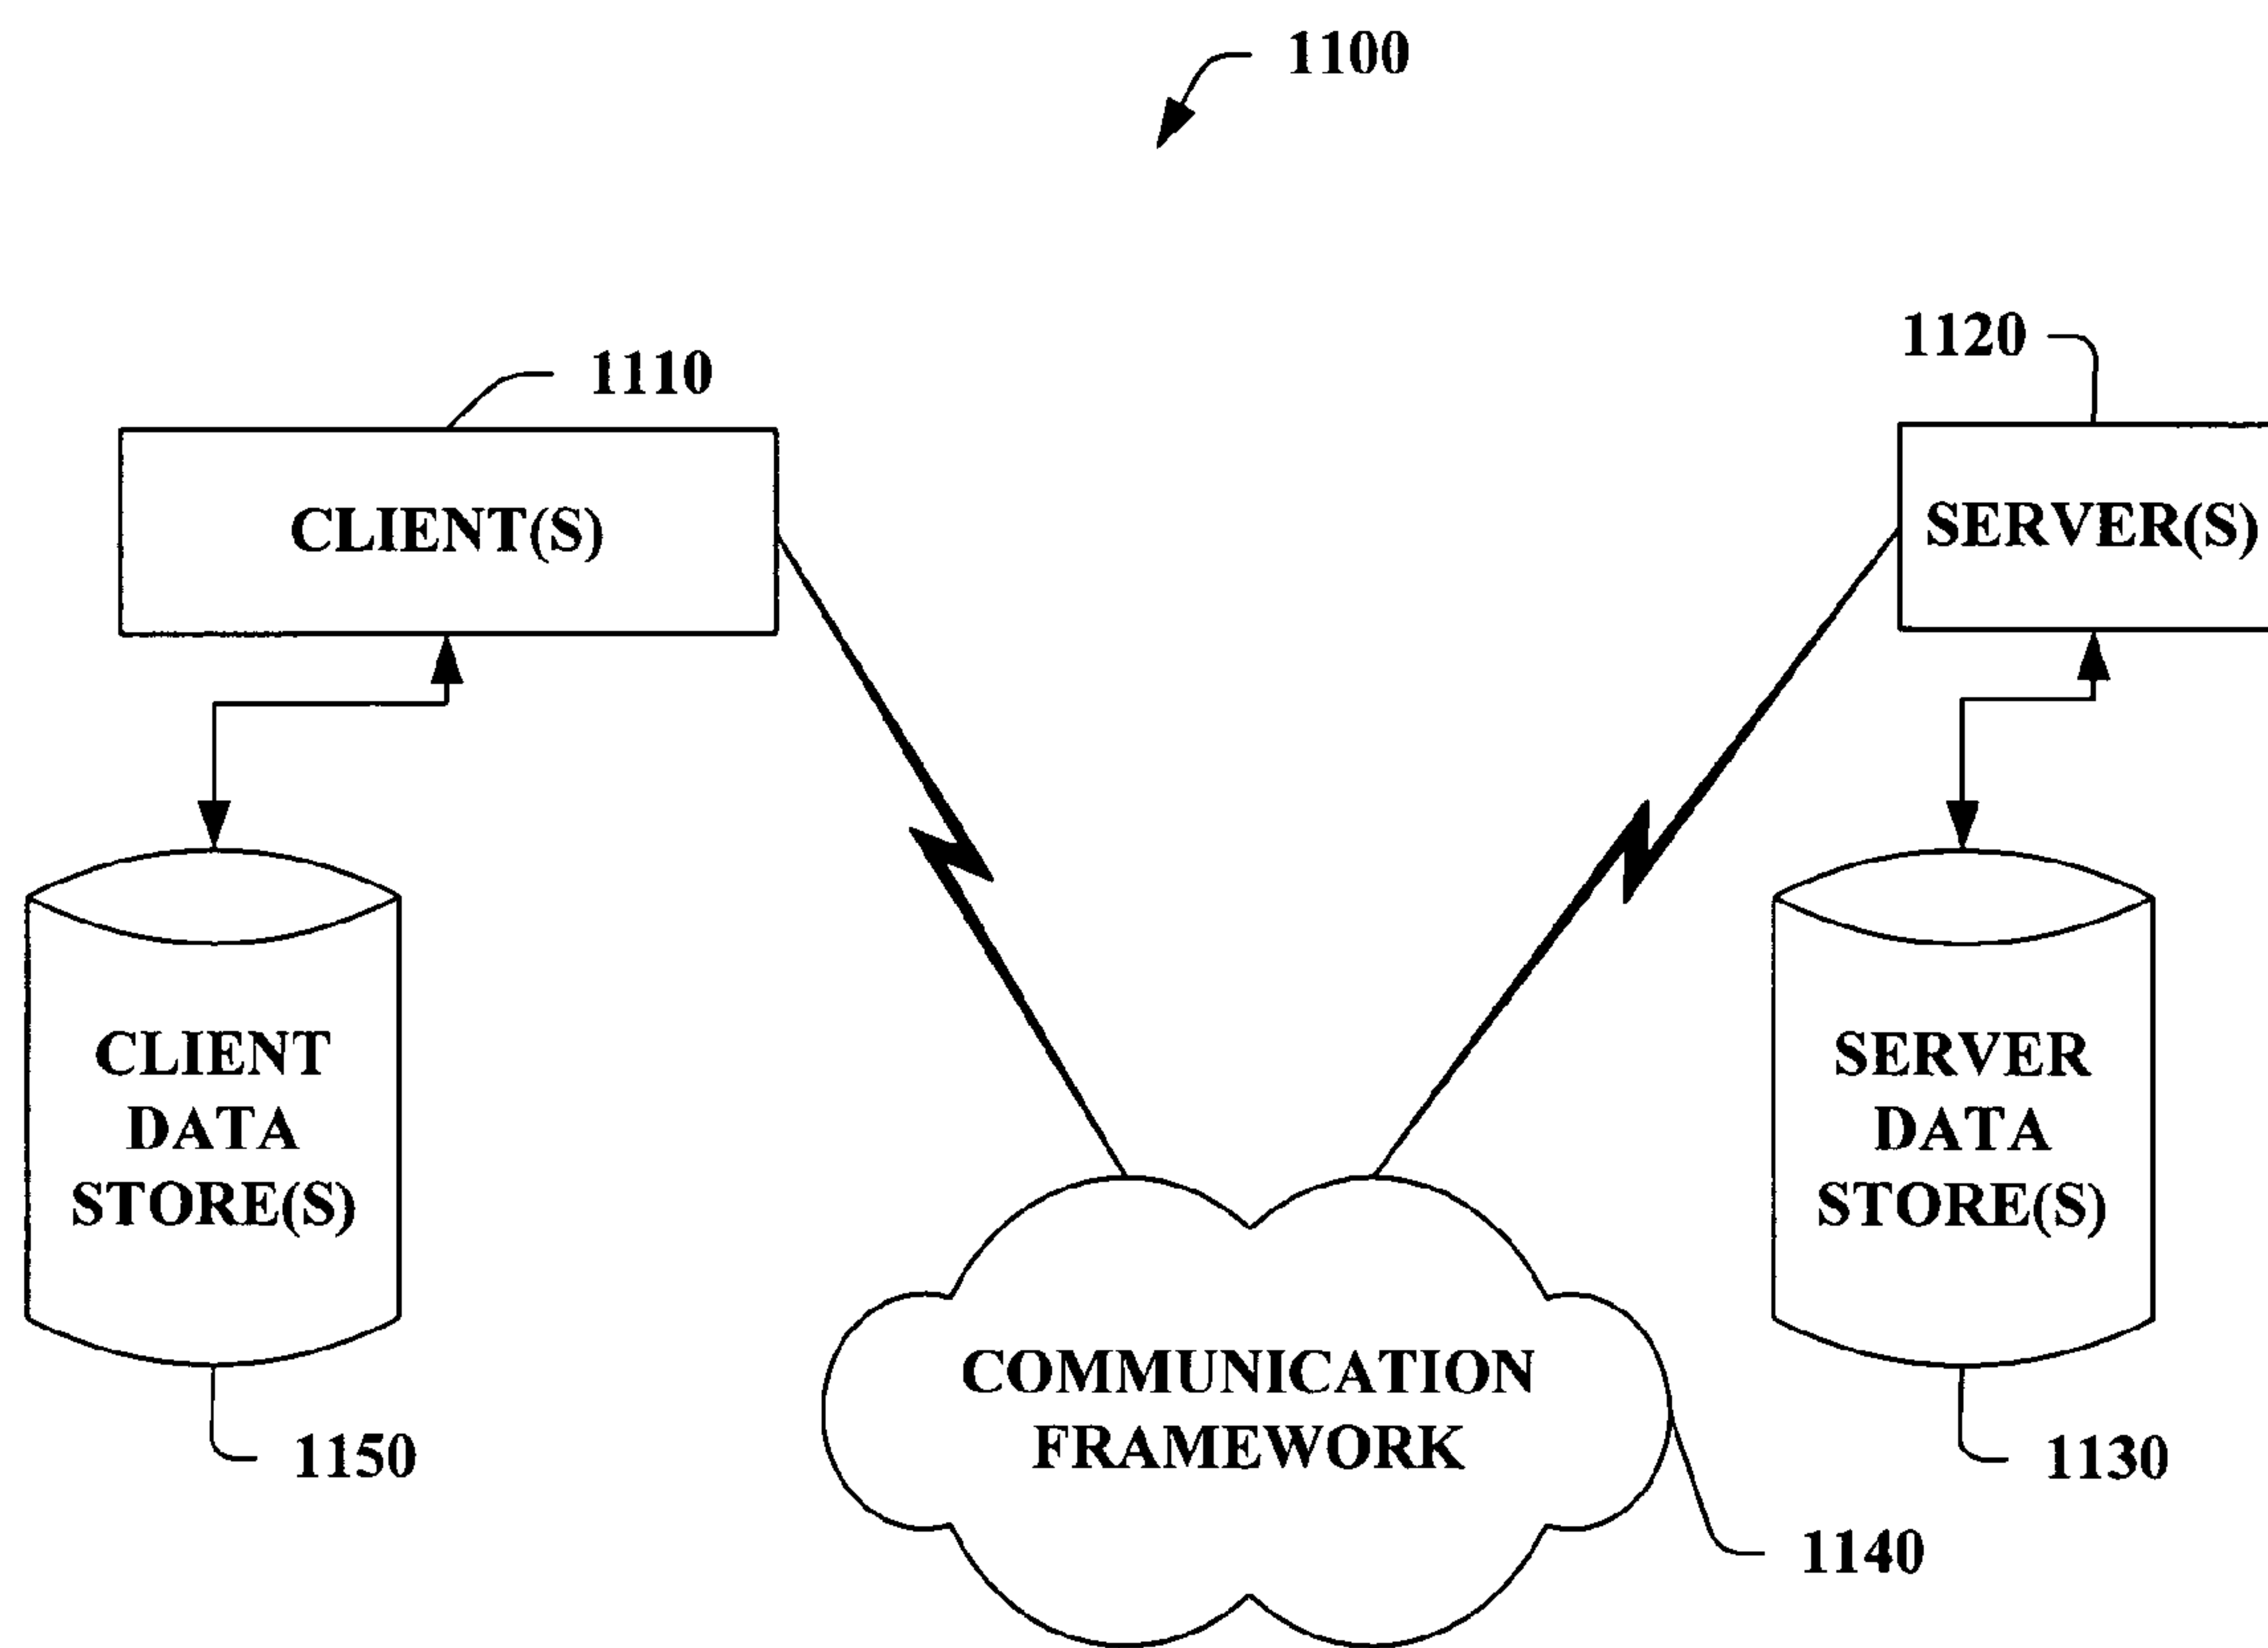 1100
1110
1120
CLIENT(S)
SERVER(S)
CLIENT
DATA
STORE(S)
SERVER
DATA
STORE(S)
COMMUNICATION
FRAMEWORK
1150
1130
1140